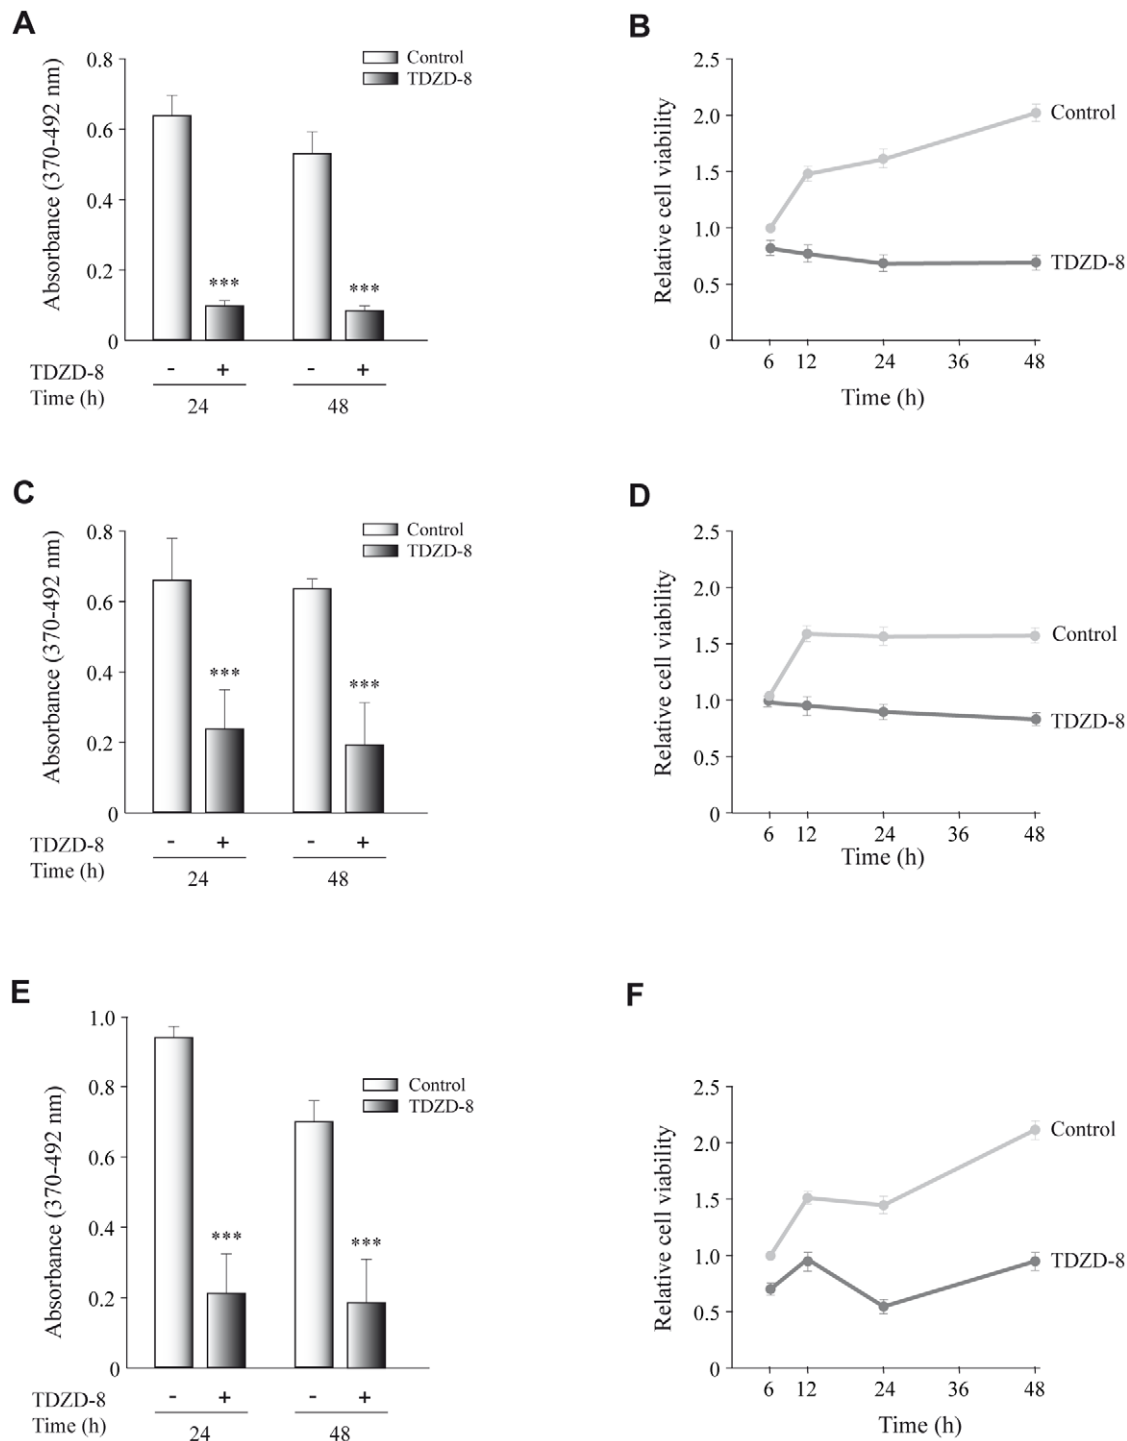 A
Absorbance (370-492 nm)
0.8
0.6
0.4
0.2
0
Control
TDZD-8
***
***
TDZD-8 - + - +
Time (h) 24 48
B
Relative cell viability
2.5
2.0
1.5
1.0
0.5
0
Control
TDZD-8
6 12 24 36 48
Time (h)
C
Absorbance (370-492 nm)
0.8
0.6
0.4
0.2
0
Control
TDZD-8
***
***
TDZD-8 - + - +
Time (h) 24 48
D
Relative cell viability
2.5
2.0
1.5
1.0
0.5
0
Control
TDZD-8
6 12 24 36 48
Time (h)
E
Absorbance (370-492 nm)
1.0
0.8
0.6
0.4
0.2
0
Control
TDZD-8
***
***
TDZD-8 - + - +
Time (h) 24 48
F
Relative cell viability
2.5
2.0
1.5
1.0
0.5
0
Control
TDZD-8
6 12 24 36 48
Time (h)